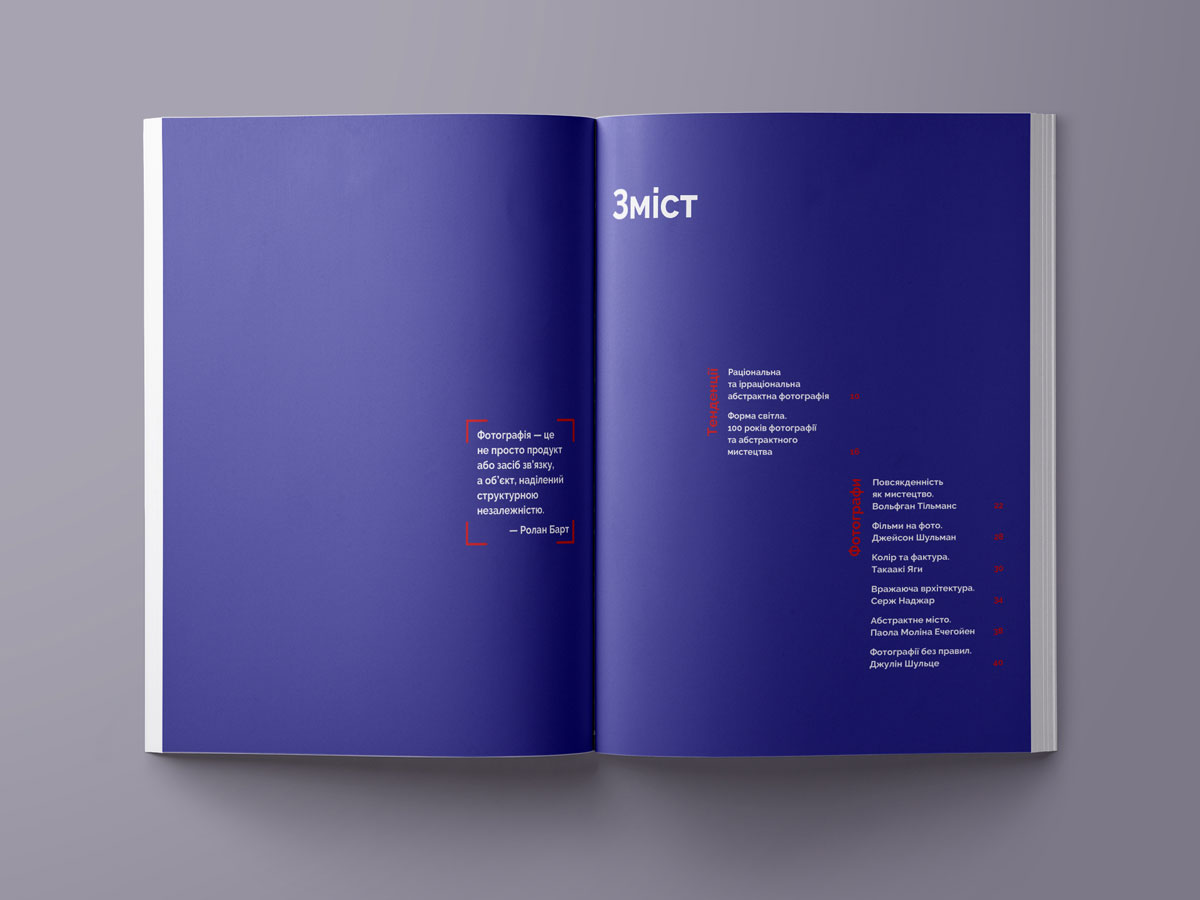 Фотографія — це
не просто продукт
або засіб зв’язку,
а об’єкт, наділений
структурною
незалежністю.
— Ролан Барт
Зміст
Тенденції
Раціональна
та ірраціональна
абстрактна фотографія 10
Форма світла.
100 років фотографії
та абстрактного
мистецтва 16
Фотографи
Повсякденність
як мистецтво.
Вольфган Тільманс 22
Фільми на фото.
Джейсон Шульман 28
Колір та фактура.
Такаакі Яги 30
Вражаюча врхітектура.
Серж Наджар 34
Абстрактне місто.
Паола Моліна Ечегойен 38
Фотографії без правил.
Джулін Шульце 40